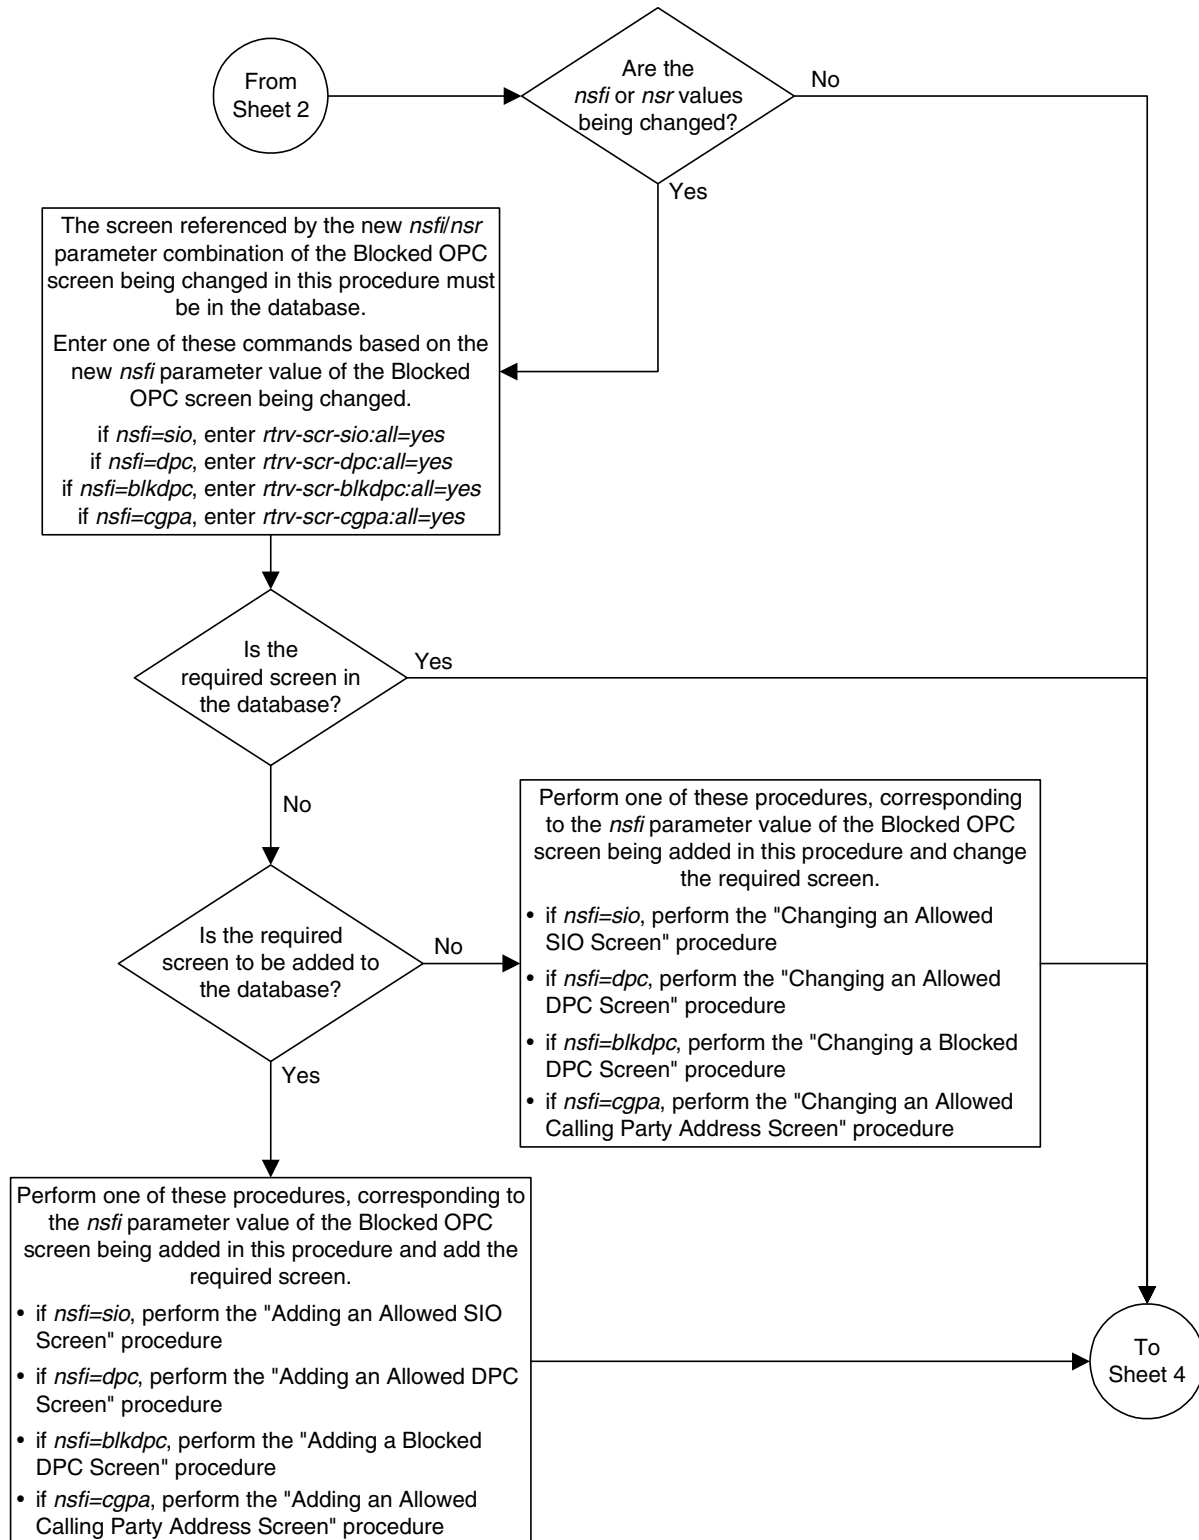 From
Sheet 2
Are the
nsfi or nsr values
being changed?
No
Yes
The screen referenced by the new nsfi/nsr
parameter combination of the Blocked OPC
screen being changed in this procedure must
be in the database.
Enter one of these commands based on the
new nsfi parameter value of the Blocked
OPC screen being changed.
if nsfi=sio, enter rtrv-scr-sio:all=yes
if nsfi=dpc, enter rtrv-scr-dpc:all=yes
if nsfi=blkdpc, enter rtrv-scr-blkdpc:all=yes
if nsfi=cgpa, enter rtrv-scr-cgpa:all=yes
Is the
required screen in
the database?
Yes
No
Is the required
screen to be added to
the database?
No
Yes
Perform one of these procedures, corresponding
to the nsfi parameter value of the Blocked OPC
screen being added in this procedure and change
the required screen.
• if nsfi=sio, perform the "Changing an Allowed
SIO Screen" procedure
• if nsfi=dpc, perform the "Changing an Allowed
DPC Screen" procedure
• if nsfi=blkdpc, perform the "Changing a Blocked
DPC Screen" procedure
• if nsfi=cgpa, perform the "Changing an Allowed
Calling Party Address Screen" procedure
Perform one of these procedures, corresponding to
the nsfi parameter value of the Blocked OPC
screen being added in this procedure and add the
required screen.
• if nsfi=sio, perform the "Adding an Allowed SIO
Screen" procedure
• if nsfi=dpc, perform the "Adding an Allowed DPC
Screen" procedure
• if nsfi=blkdpc, perform the "Adding a Blocked
DPC Screen" procedure
• if nsfi=cgpa, perform the "Adding an Allowed
Calling Party Address Screen" procedure
To
Sheet 4